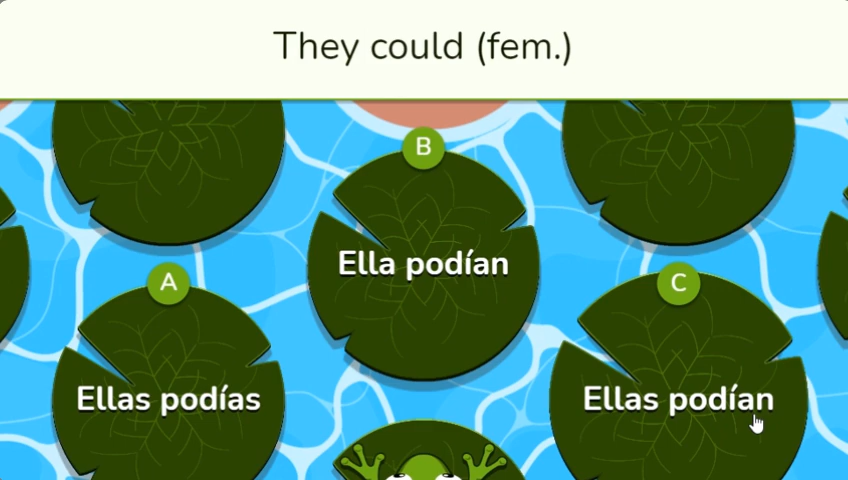 They could (fem.)
B
Ella podían
A
Ellas podías
C
Ellas podían